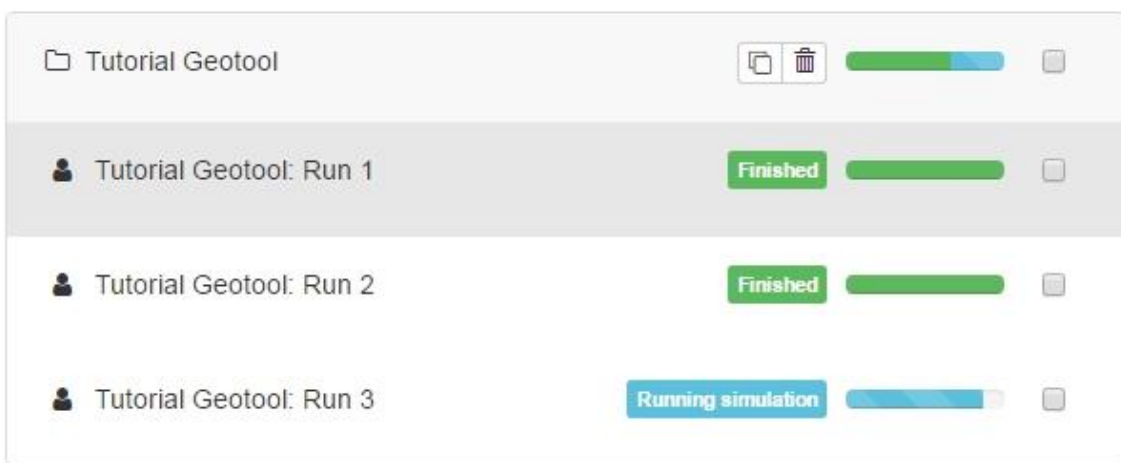 Tutorial Geotool
Tutorial Geotool: Run 1 Finished
Tutorial Geotool: Run 2 Finished
Tutorial Geotool: Run 3 Running simulation